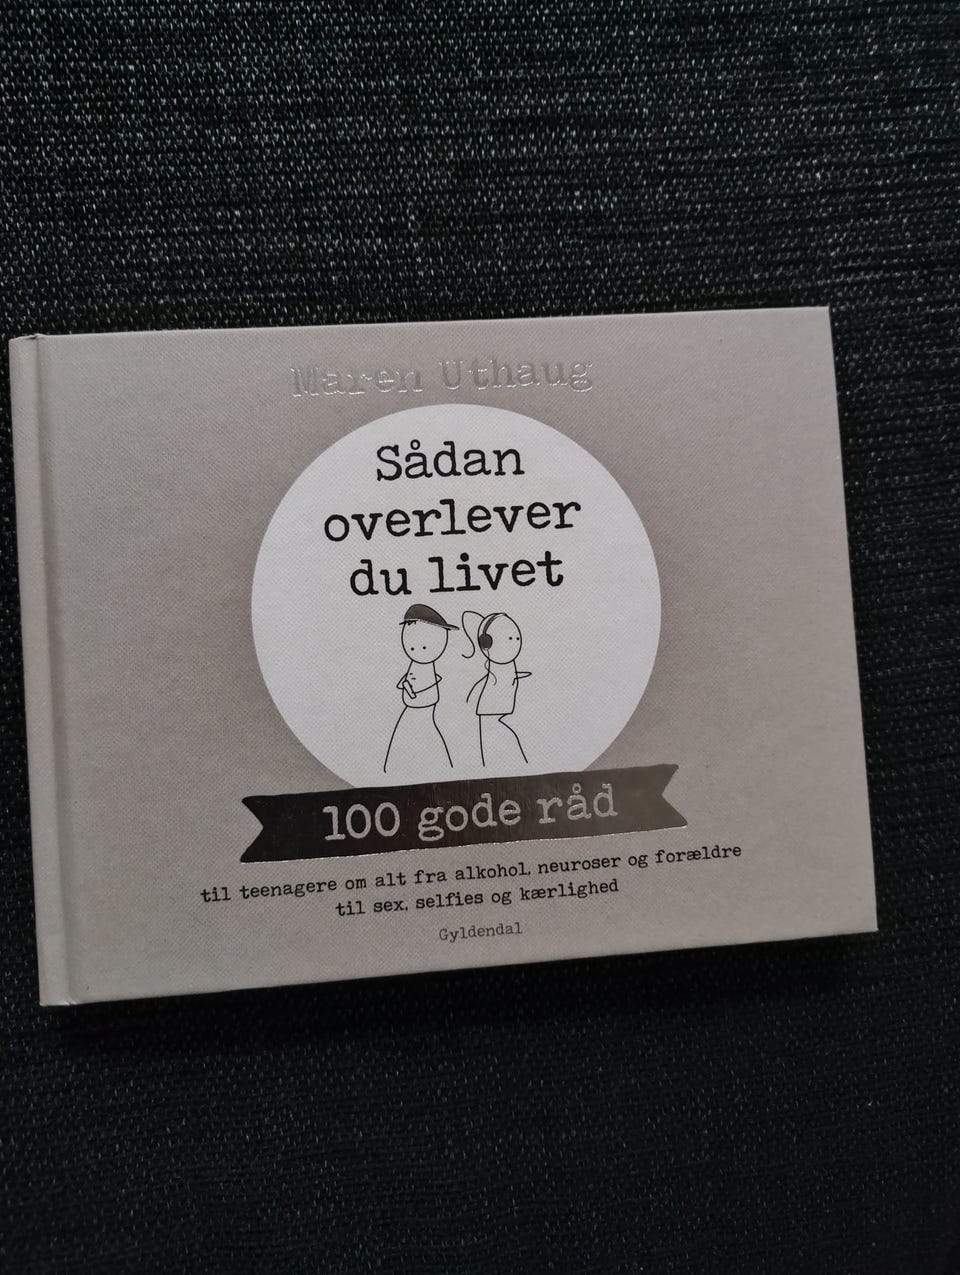 Maren Uthaug
Sådan
overlever
du livet
100 gode råd
til teenagere om alt fra alkohol, neuroser og forældre
til sex, selfies og kærlighed
Gyldendal